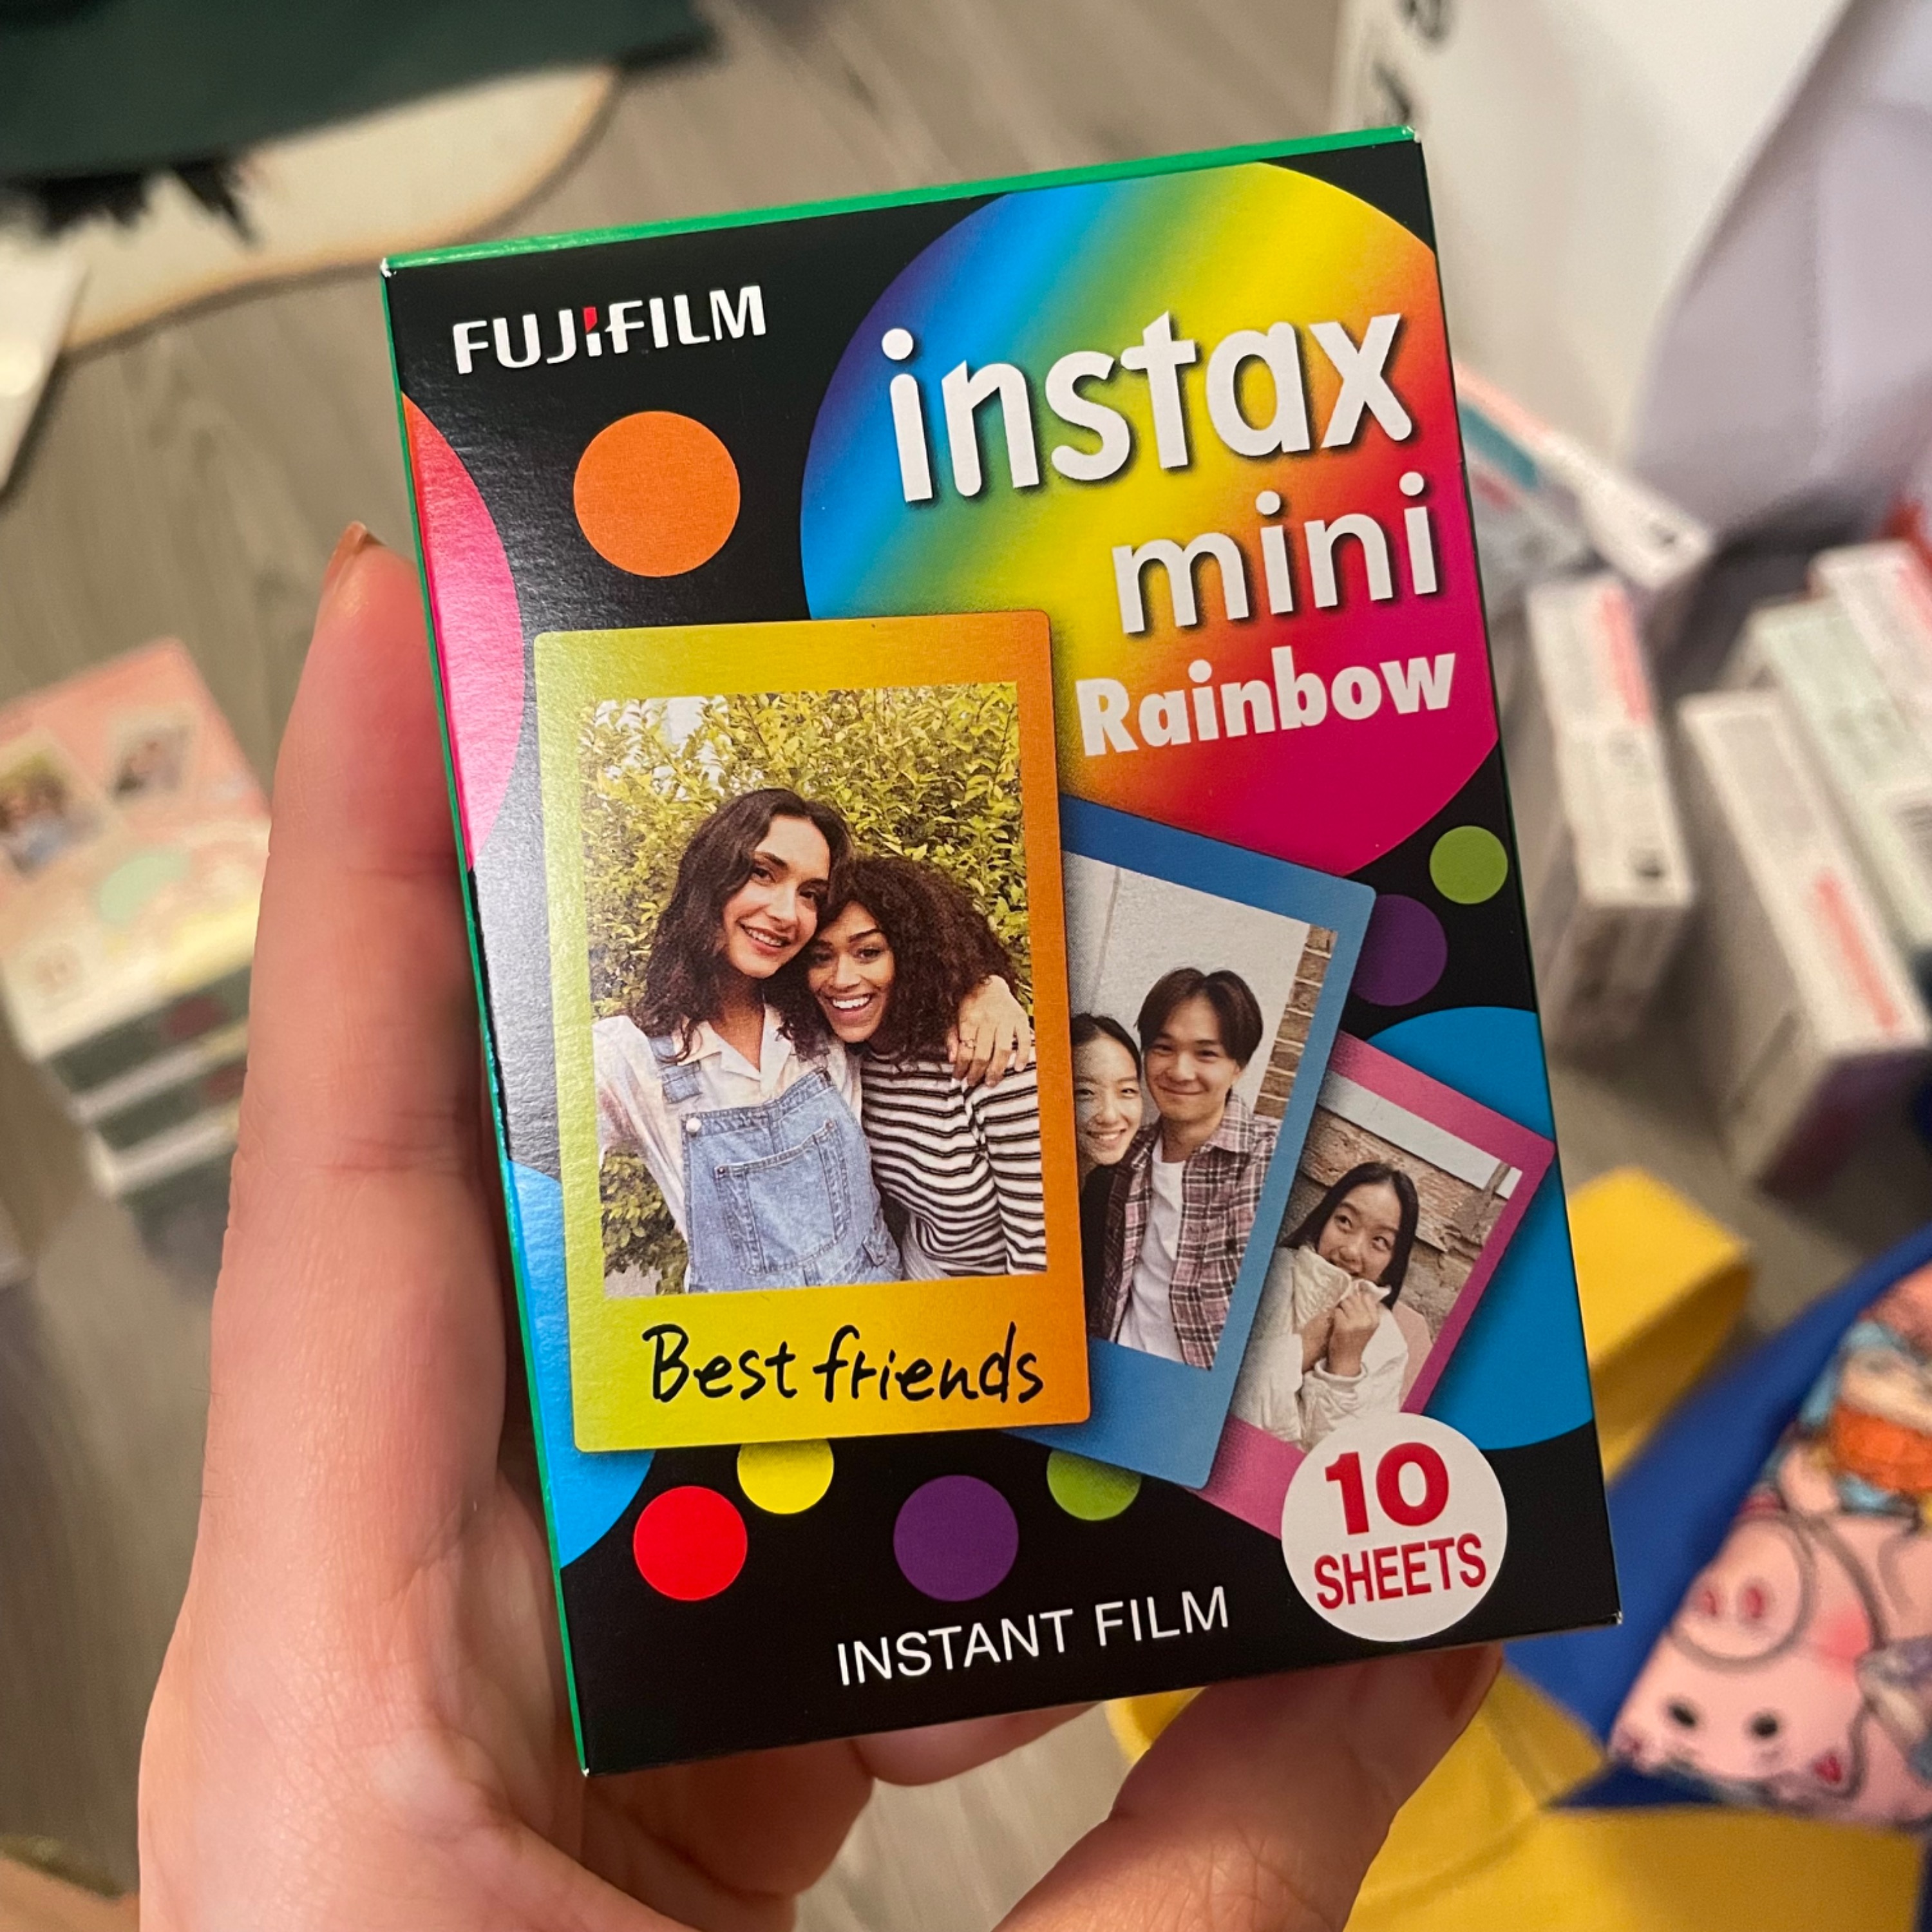 FUJIFILM
instax
mini
Rainbow
Best friends
10
SHEETS
INSTANT FILM